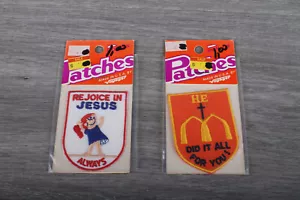 Patches
REJOICE IN
JESUS
ALWAYS
Patches
HE
DID IT ALL
FOR YOU!